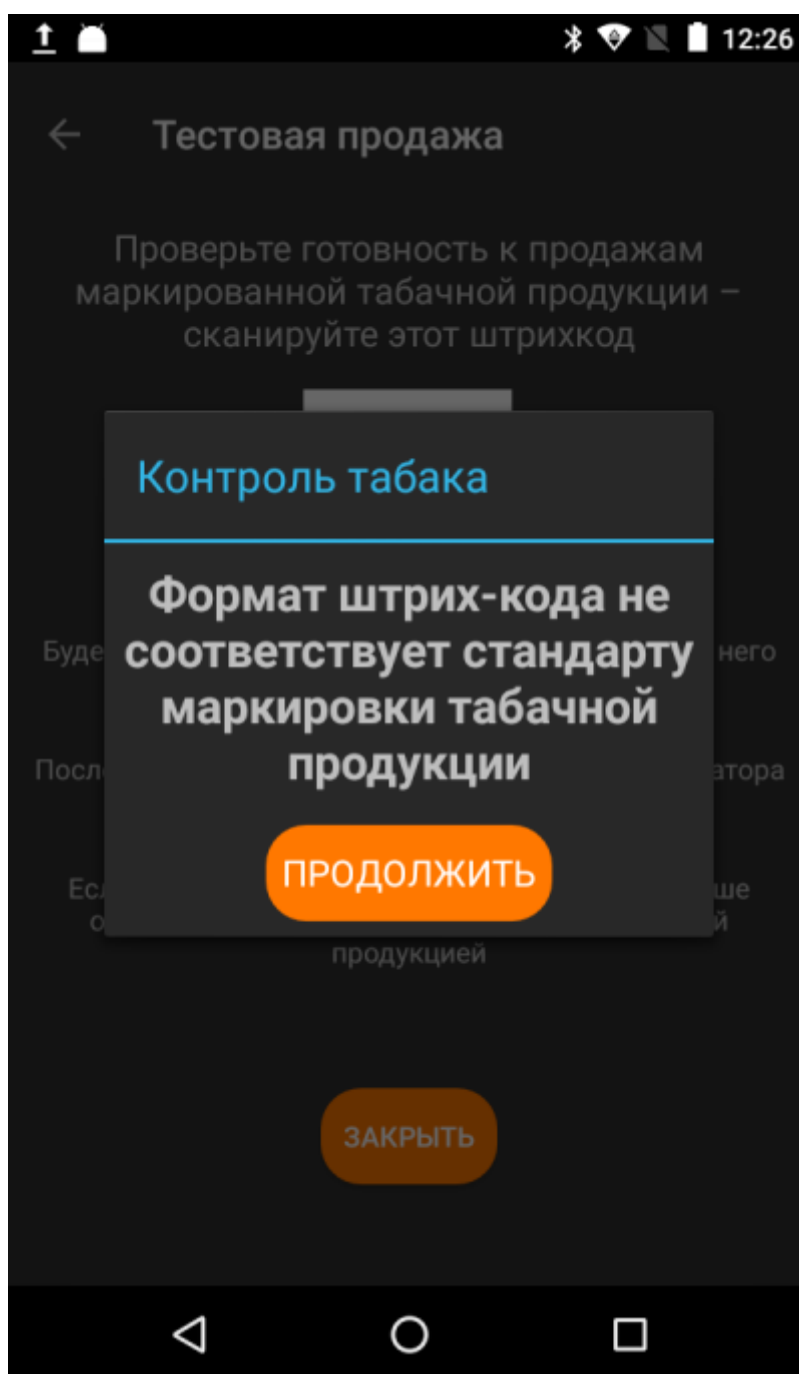 12:26
Тестовая продажа
Проверьте готовность к продажам
маркированной табачной продукции –
сканируйте этот штрихкод
Контроль табака
Формат штрих-кода не
соответствует стандарту
маркировки табачной
продукции
ПРОДОЛЖИТЬ
него
продукцией
ЗАКРЫТЬ